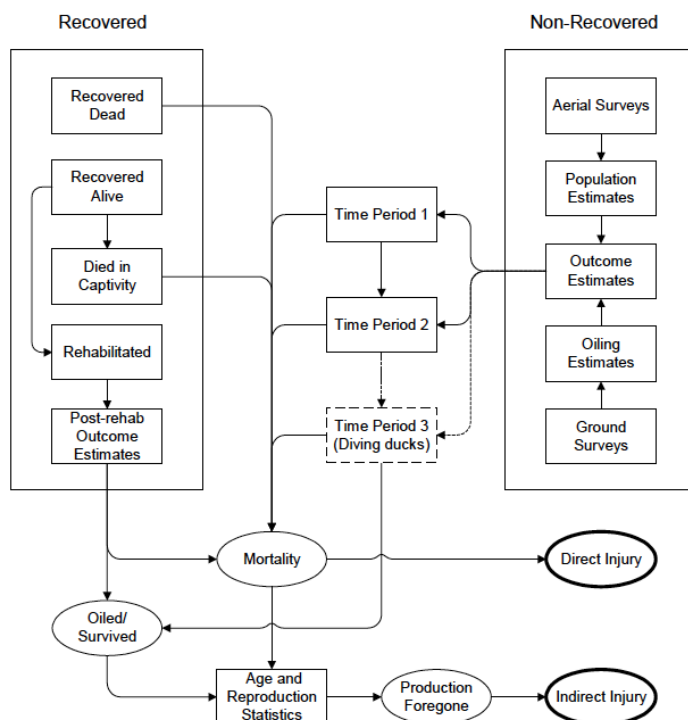 Recovered
Non-Recovered
Recovered
Dead
Recovered
Alive
Died in
Captivity
Rehabilitated
Post-rehab
Outcome
Estimates
Time Period 1
Time Period 2
Time Period 3
(Diving ducks)
Aerial Surveys
Population
Estimates
Outcome
Estimates
Oiling
Estimates
Ground
Surveys
Mortality
Direct Injury
Oiled/
Survived
Age and
Reproduction
Statistics
Production
Foregone
Indirect Injury